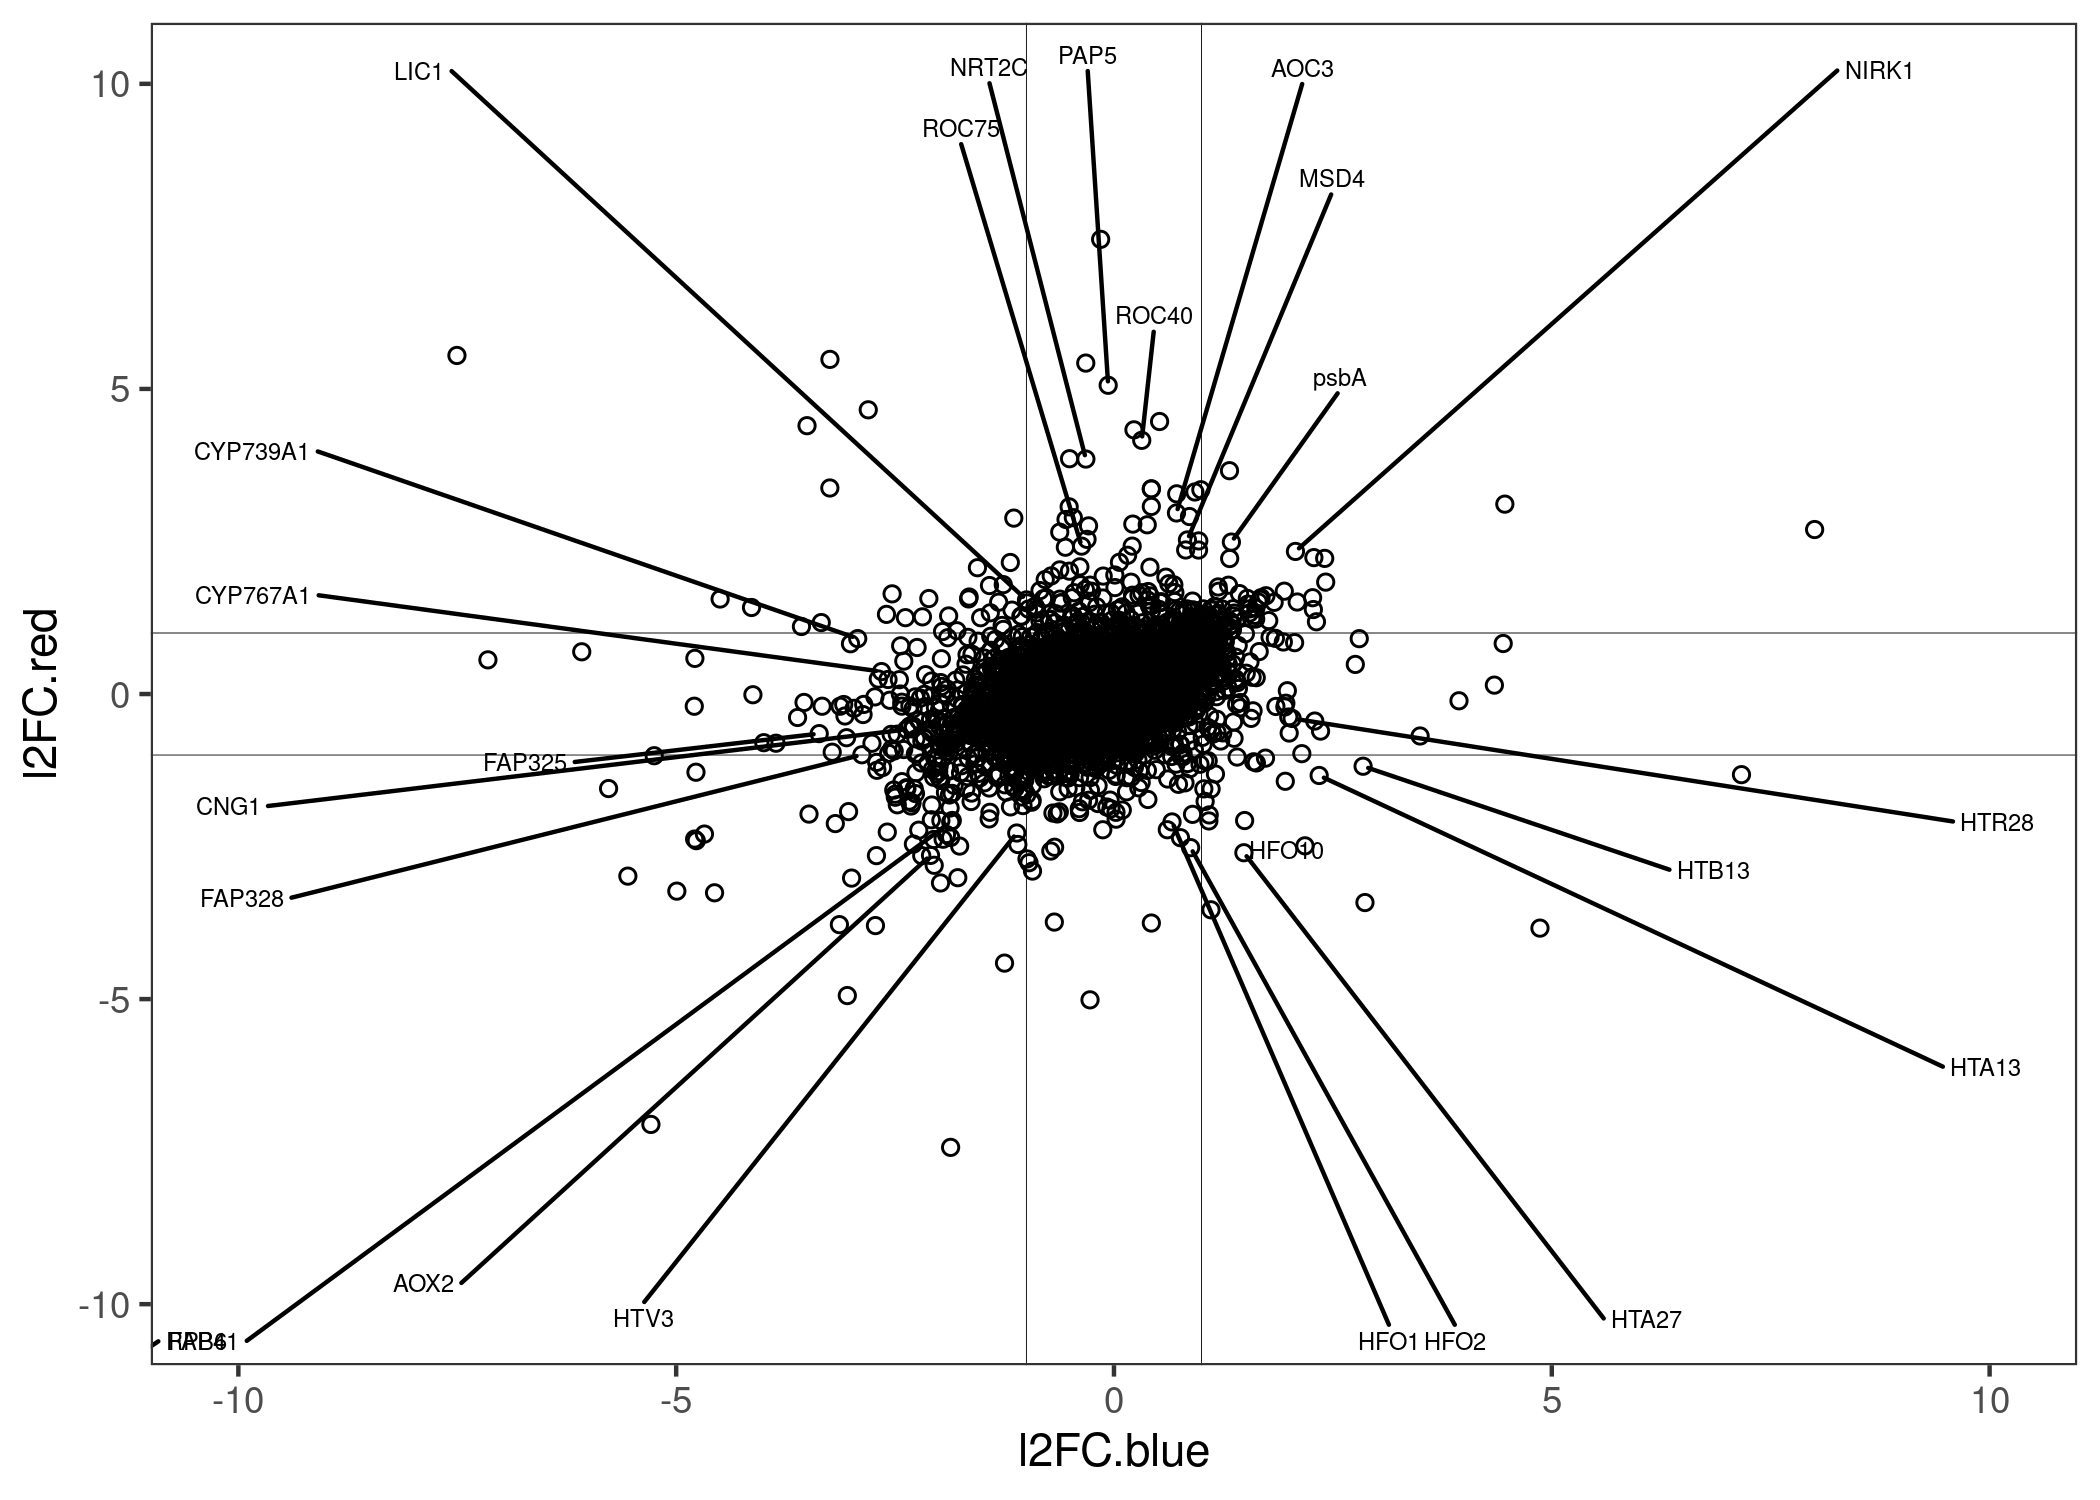 PAP5
NRT2C
AOC3
NIRK1
LIC1
10
ROC75
MSD4
ROC40
psbA
5
CYP739A1
CYP767A1
l2FC.red
0
FAP325
CNG1
HTR28
HFO10
HTB13
FAP328
-5
HTA13
AOX2
-10
HTV3
HTA27
HFO1 HFO2
-10 -5 0 5 10
l2FC.blue